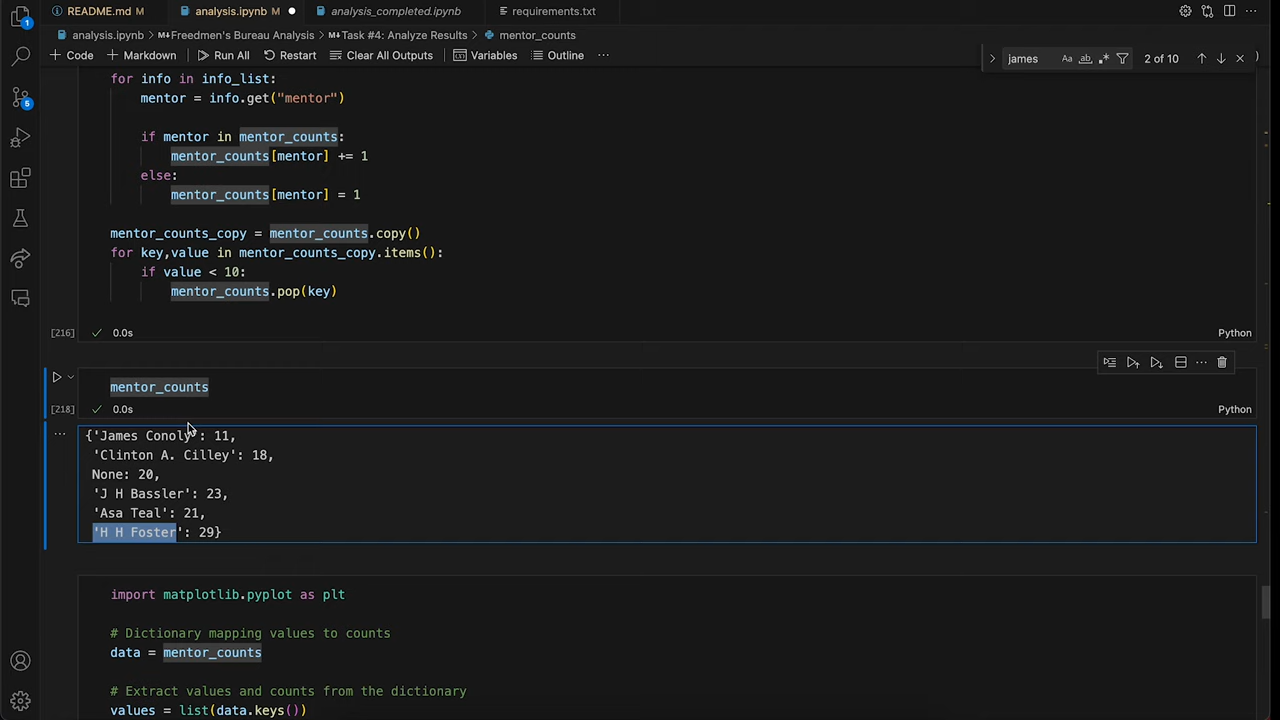 README.md M
analysis.ipynb M
analysis_completed.ipynb
requirements.txt
analysis.ipynb > Freedmen's Bureau Analysis > Task #4: Analyze Results > mentor_counts
+ Code + Markdown Run All Restart Clear All Outputs Variables Outline ...
> james Aa ab .* 2 of 10
for info in info_list:
mentor = info.get("mentor")
if mentor in mentor_counts:
mentor_counts[mentor] += 1
else:
mentor_counts[mentor] = 1
mentor_counts_copy = mentor_counts.copy()
for key,value in mentor_counts_copy.items():
if value < 10:
mentor_counts.pop(key)
[216] ✓ 0.0s Python
mentor_counts
[218] ✓ 0.0s Python
{'James Conoly': 11,
'Clinton A. Cilley': 18,
None: 20,
'J H Bassler': 23,
'Asa Teal': 21,
'H H Foster': 29}
import matplotlib.pyplot as plt
# Dictionary mapping values to counts
data = mentor_counts
# Extract values and counts from the dictionary
values = list(data.keys())
1
6